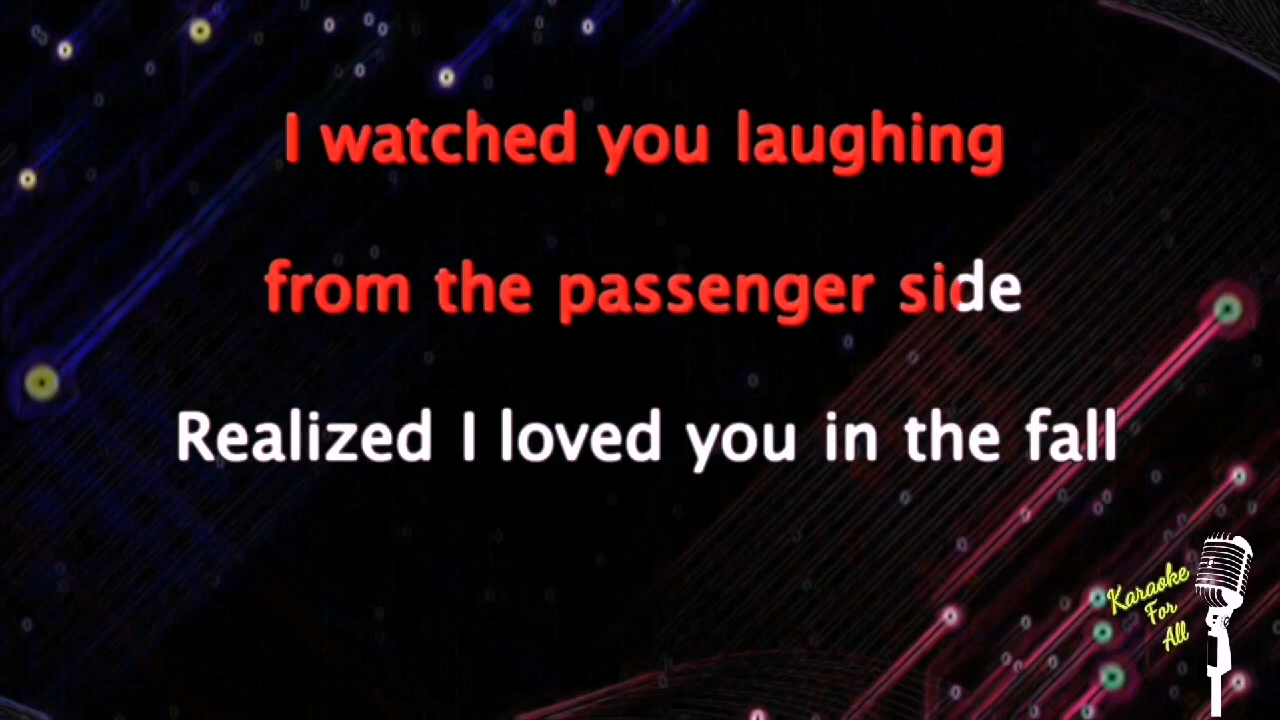 I watched you laughing
from the passenger side
Realized I loved you in the fall
Karaoke
For
All